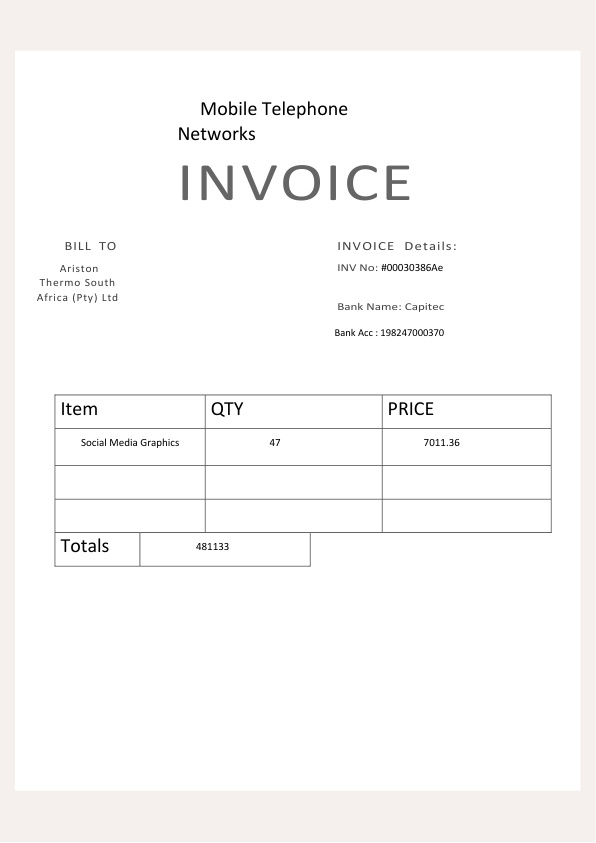 Mobile Telephone
Networks
INVOICE
BILL TO
Ariston
Thermo South
Africa (Pty) Ltd
INVOICE Details:
INV No: #00030386Ae
Bank Name: Capitec
Bank Acc : 198247000370
Item QTY PRICE
Social Media Graphics 47 7011.36
Totals 481133